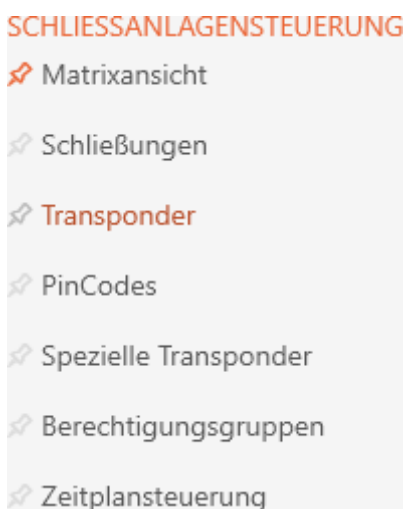 SCHLIESSANLAGENSTEUERUNG
Matrixansicht
Schließungen
Transponder
PinCodes
Spezielle Transponder
Berechtigungsgruppen
Zeitplansteuerung